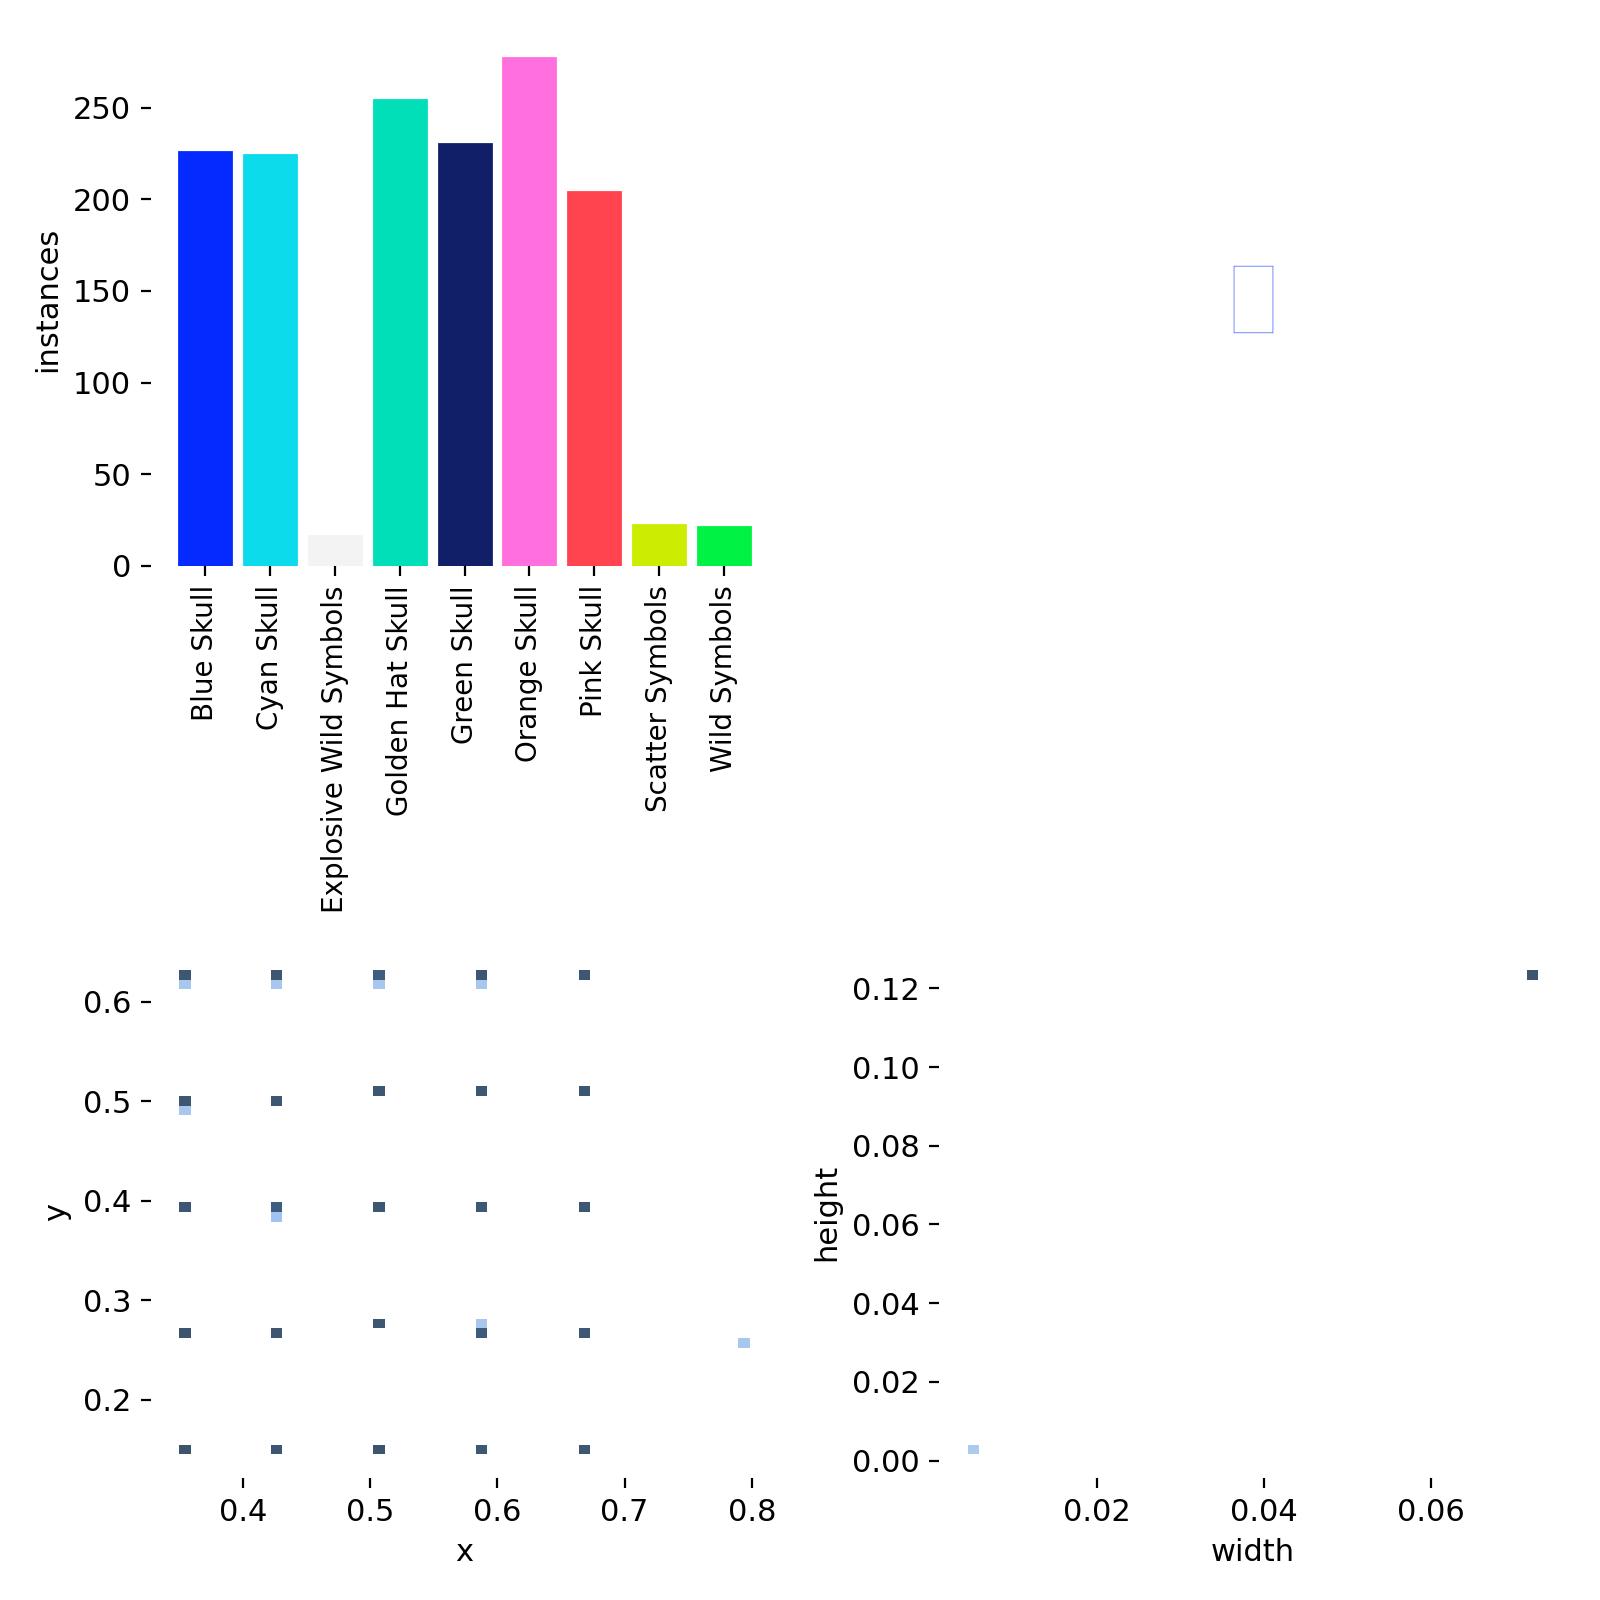 250
200
150
100
50
0
instances
Blue Skull
Cyan Skull
Explosive Wild Symbols
Golden Hat Skull
Green Skull
Orange Skull
Pink Skull
Scatter Symbols
Wild Symbols
0.6
0.5
0.4
0.3
0.2
y
0.4 0.5 0.6 0.7 0.8
x
0.12
0.10
0.08
0.06
0.04
0.02
0.00
height
0.02 0.04 0.06
width